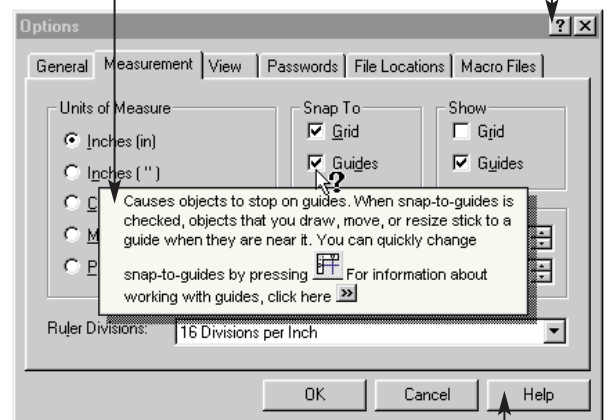 Options ? ×
General Measurement View Passwords File Locations Macro Files
Units of Measure Snap To Show
Inches (in) Grid Grid
Inches (") Guides Guides
?
C
M
P
Causes objects to stop on guides. When snap-to-guides is
checked, objects that you draw, move, or resize stick to a
guide when they are near it. You can quickly change
snap-to-guides by pressing For information about
working with guides, click here >>
Ruler Divisions: 16 Divisions per Inch
OK Cancel Help